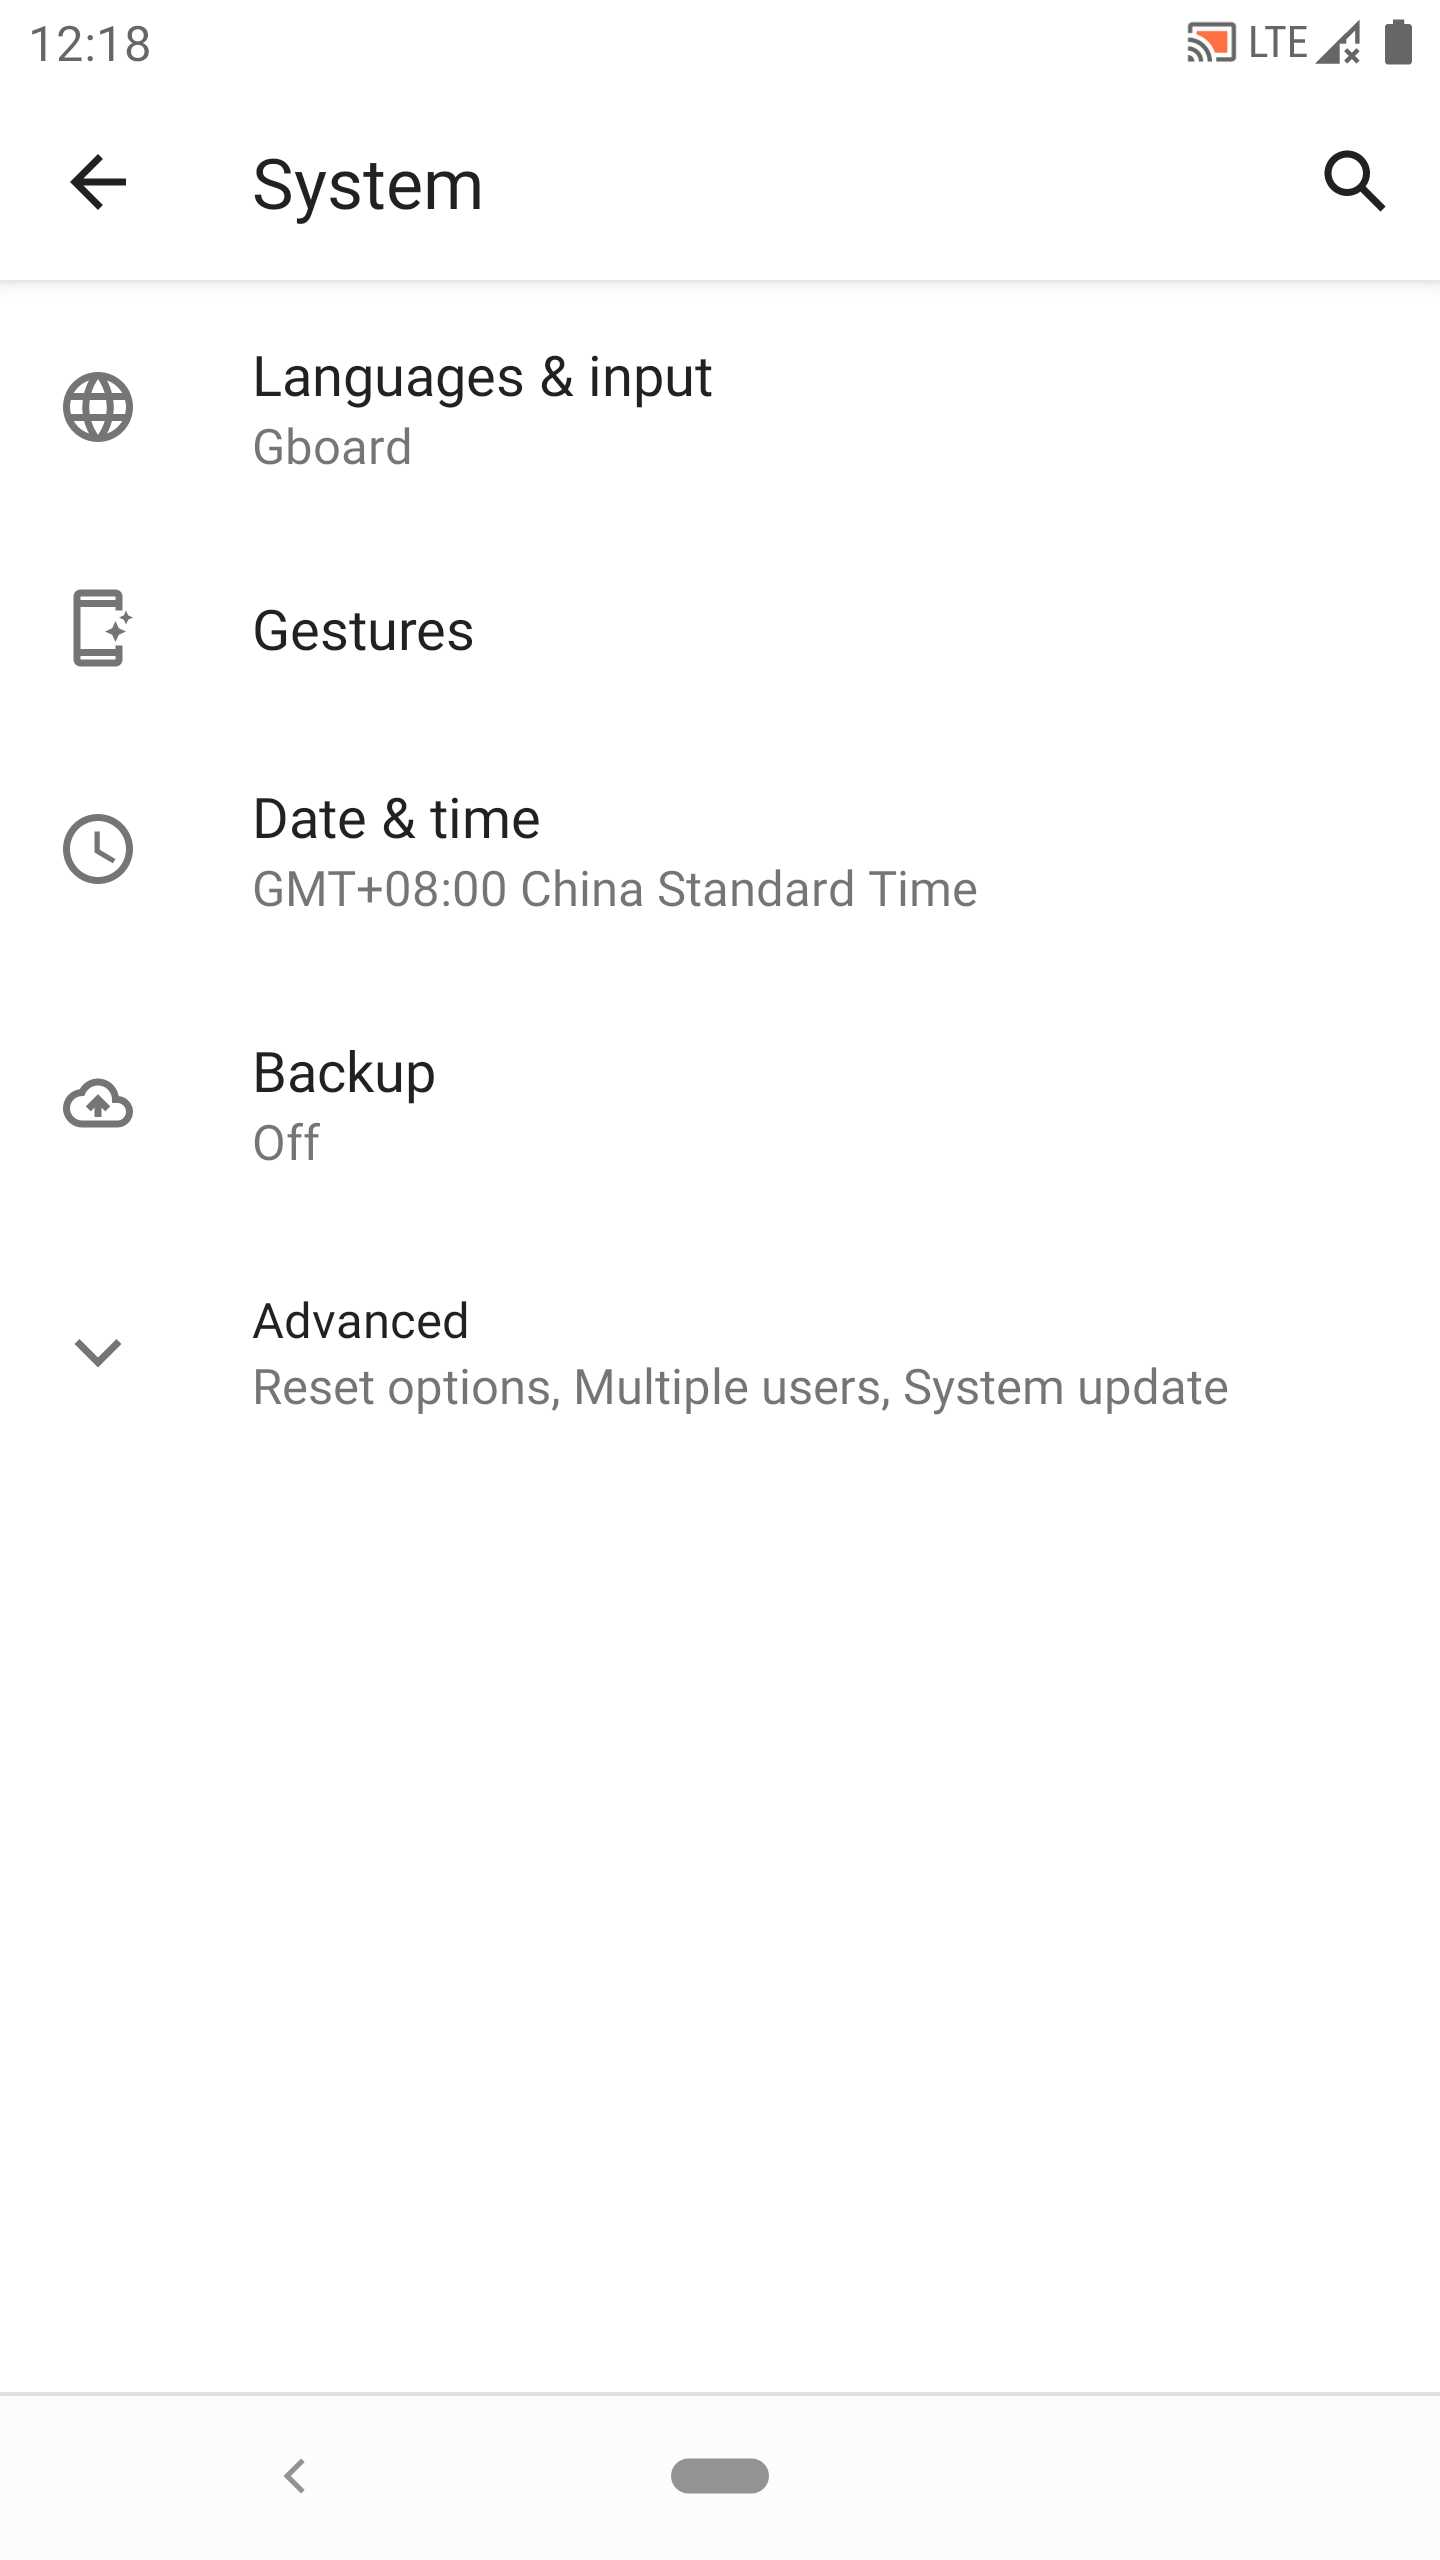 12:18 LTE
System
Languages & input
Gboard
Gestures
Date & time
GMT+08:00 China Standard Time
Backup
Off
Advanced
Reset options, Multiple users, System update